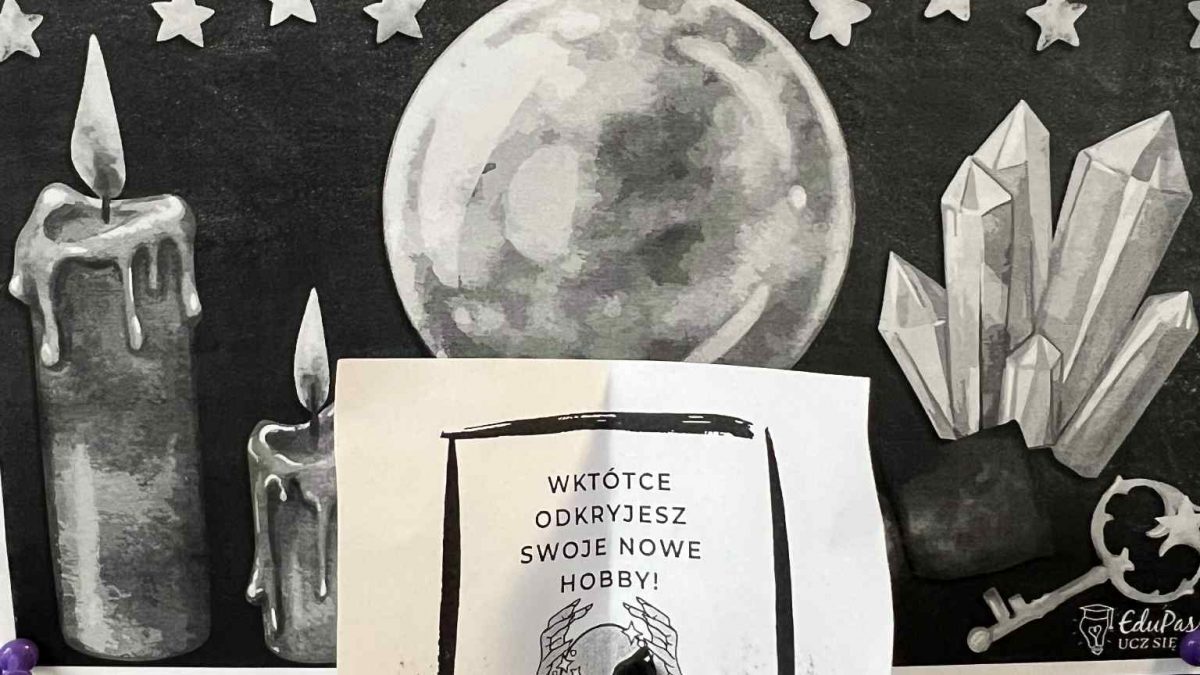 WKTÓTCE
ODKRYJESZ
SWOJE NOWE
HOBBY!
EduPas
UCZ SIĘ